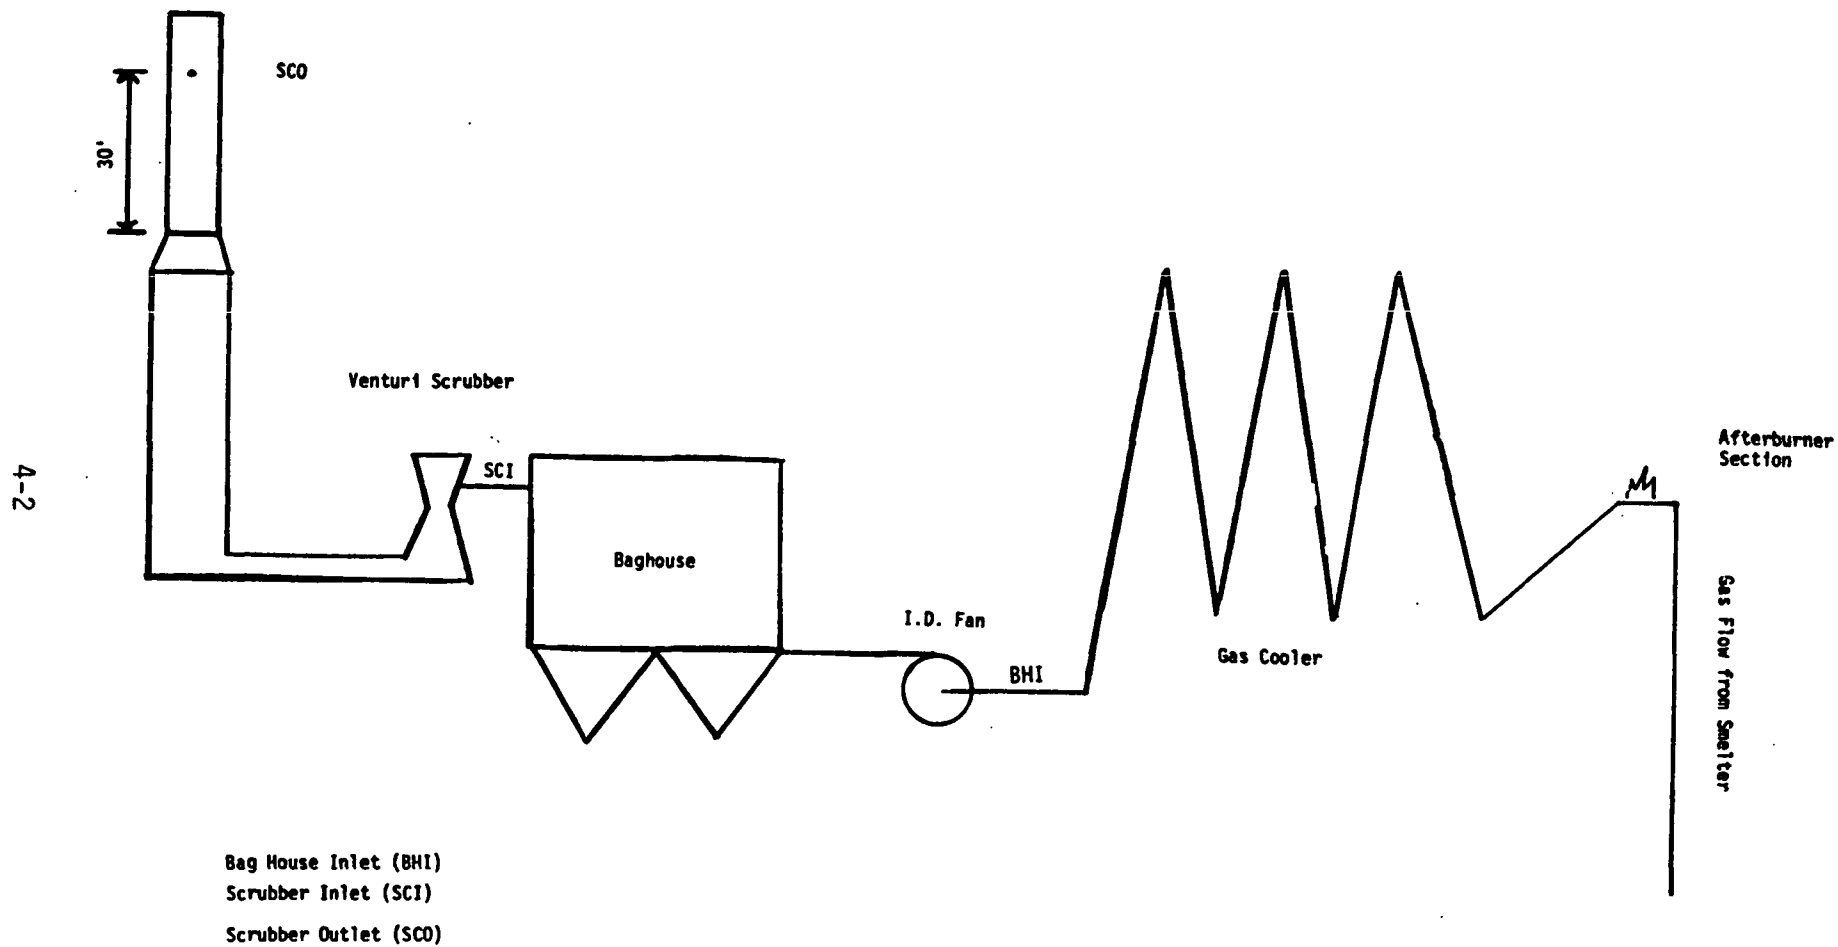 SCO
30'
Venturi Scrubber
SCI
Baghouse
I.D. Fan
BHI
Gas Cooler
Afterburner
Section
Gas Flow from Smelter
4-2
Bag House Inlet (BHI)
Scrubber Inlet (SCI)
Scrubber Outlet (SCO)